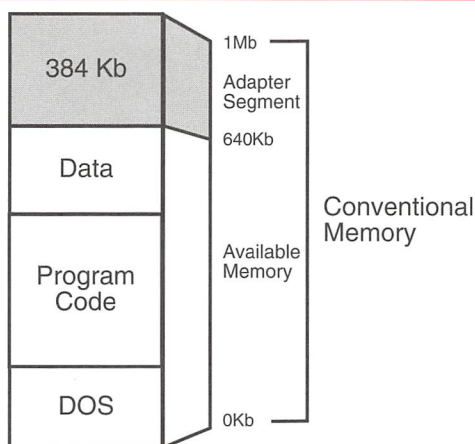 384 Kb
Data
Program
Code
DOS
1Mb
Adapter
Segment
640Kb
Available
Memory
0Kb
Conventional
Memory